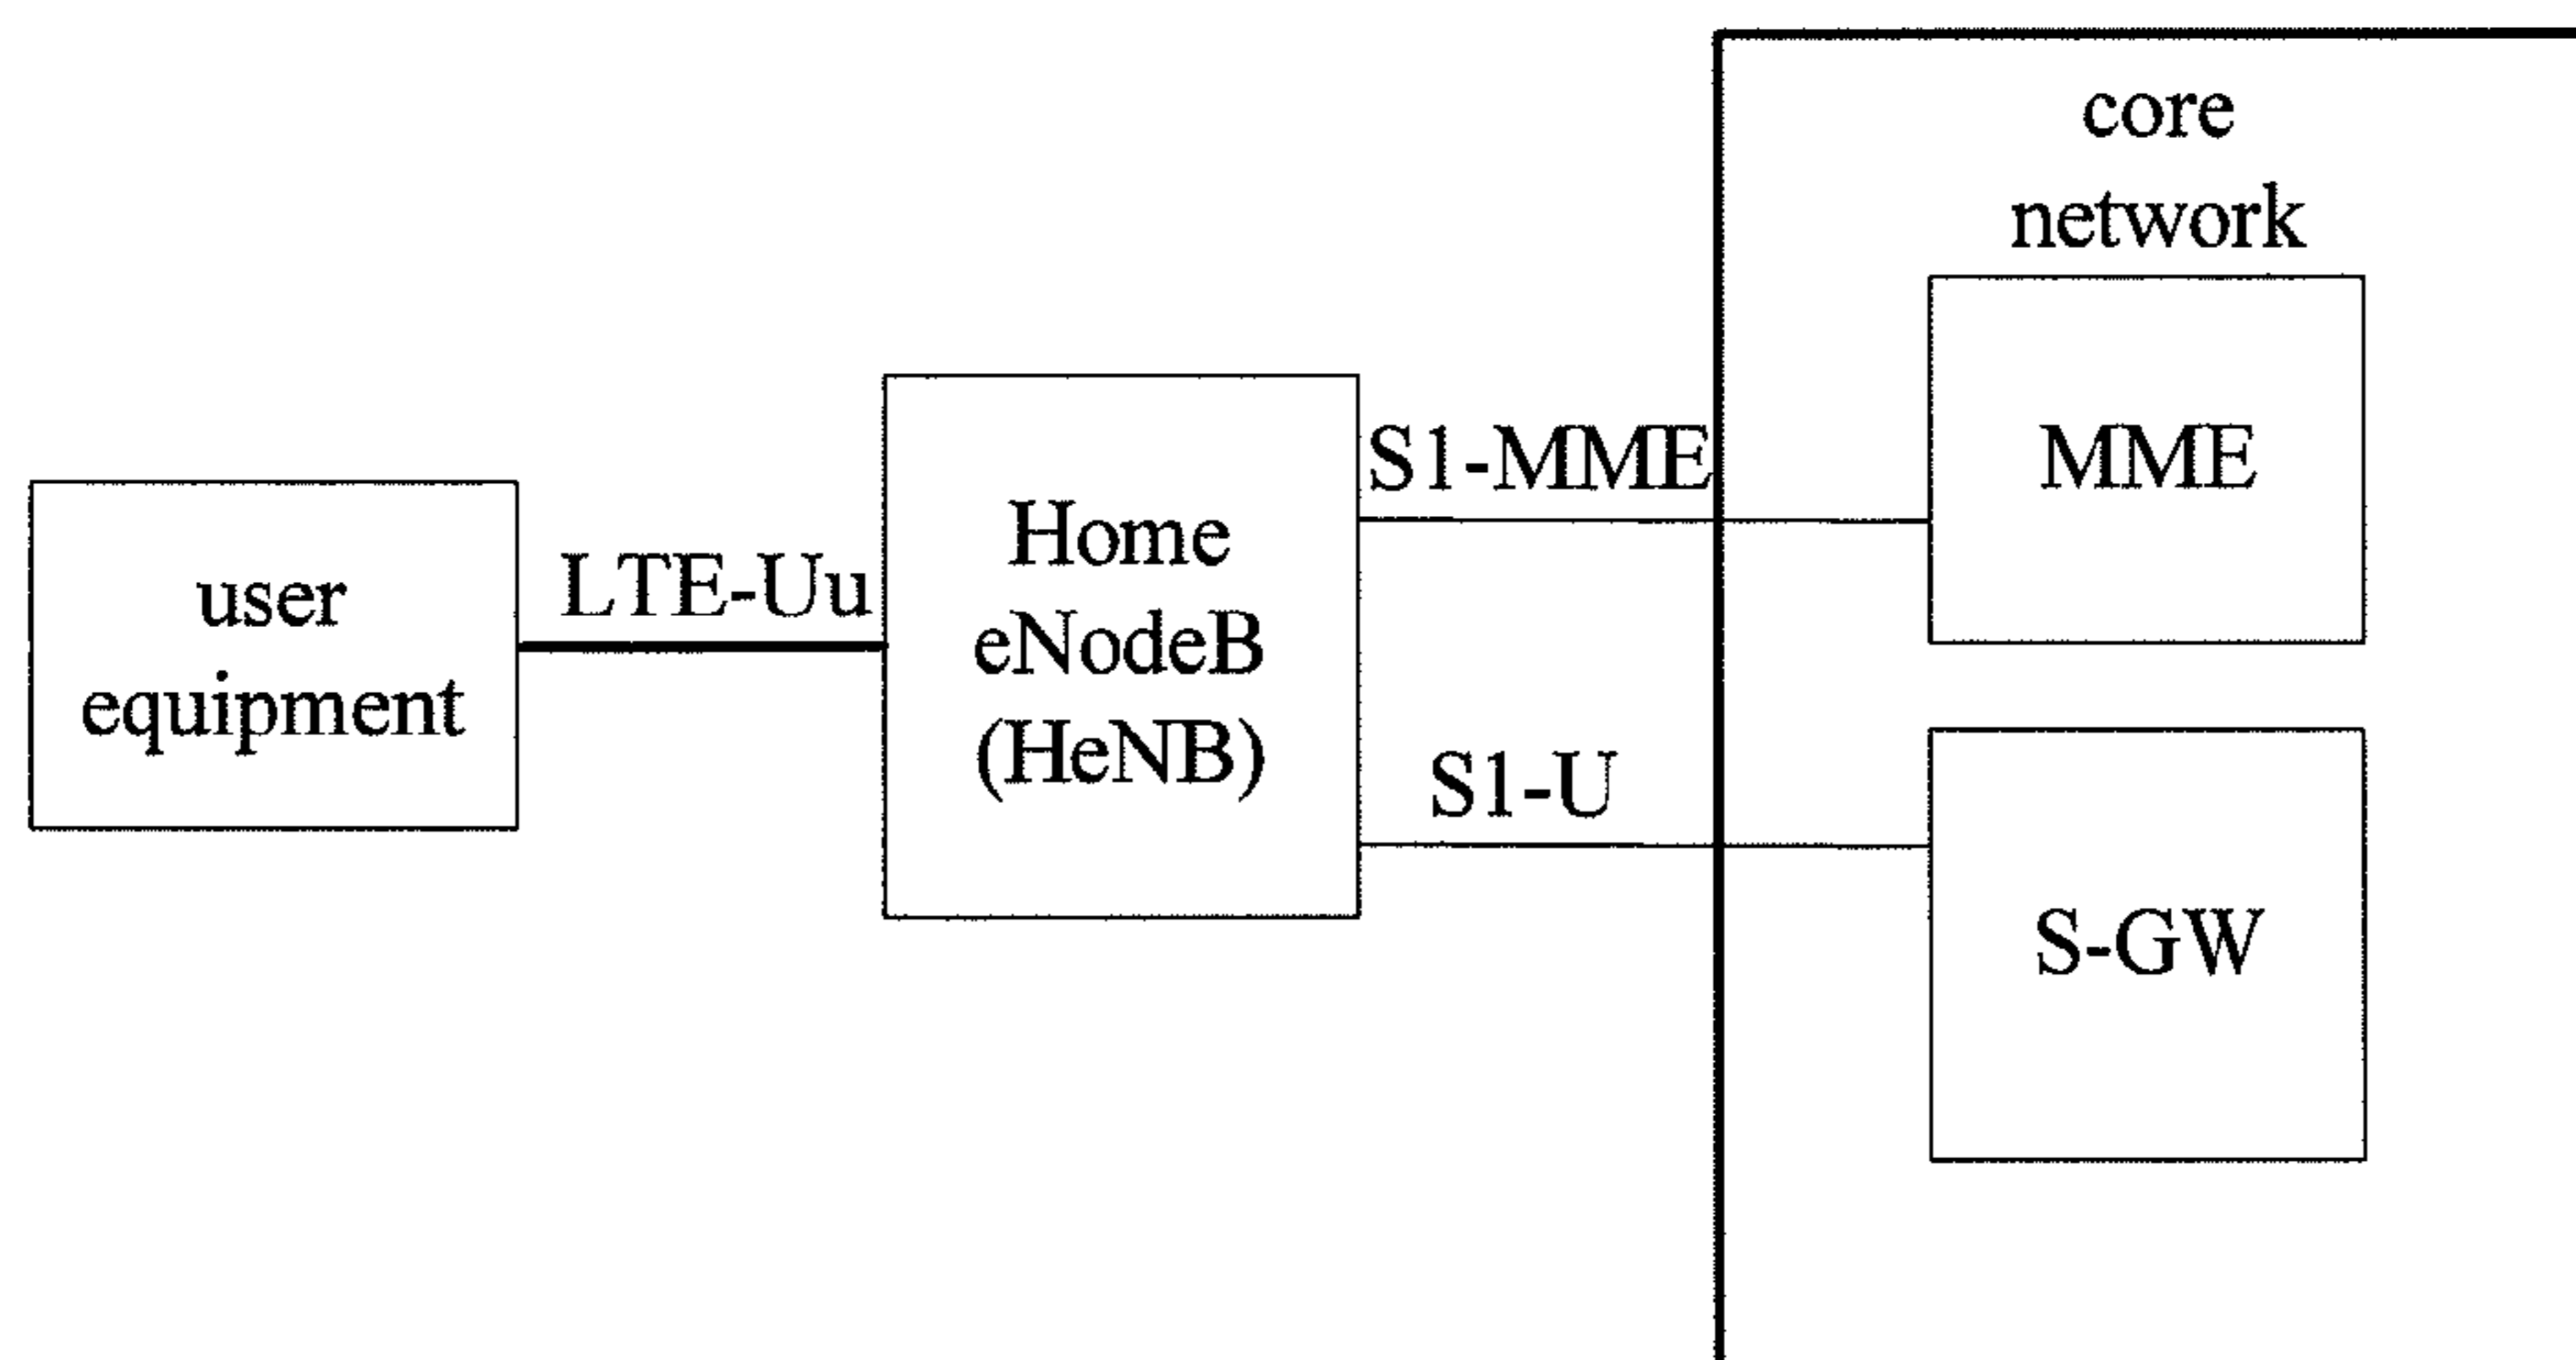 core
network
MME
S1-MME
Home
eNodeB
(HeNB)
LTE-Uu
user
equipment
S1-U
S-GW